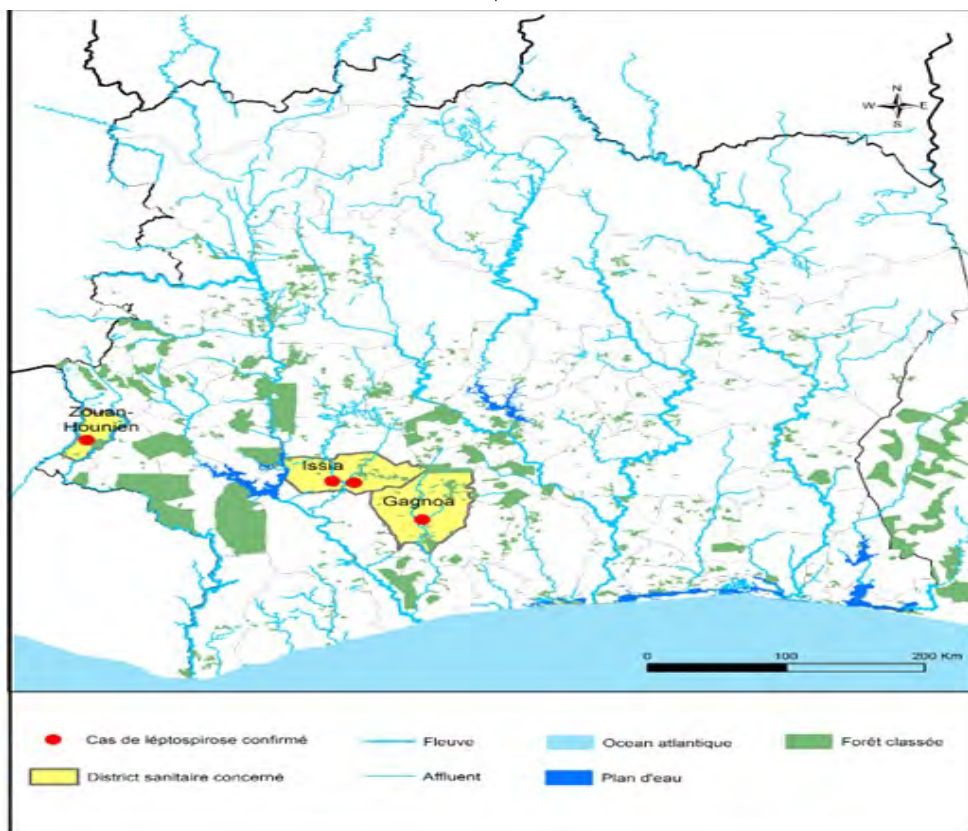 N
W E
S
Zouan-
Hounien
Issia
Gagnoa
0 100 200 Km
Cas de léptospirose confirmé
Fleuve
Ocean atlantique
Forêt classée
District sanitaire concerné
Affluent
Plan d'eau